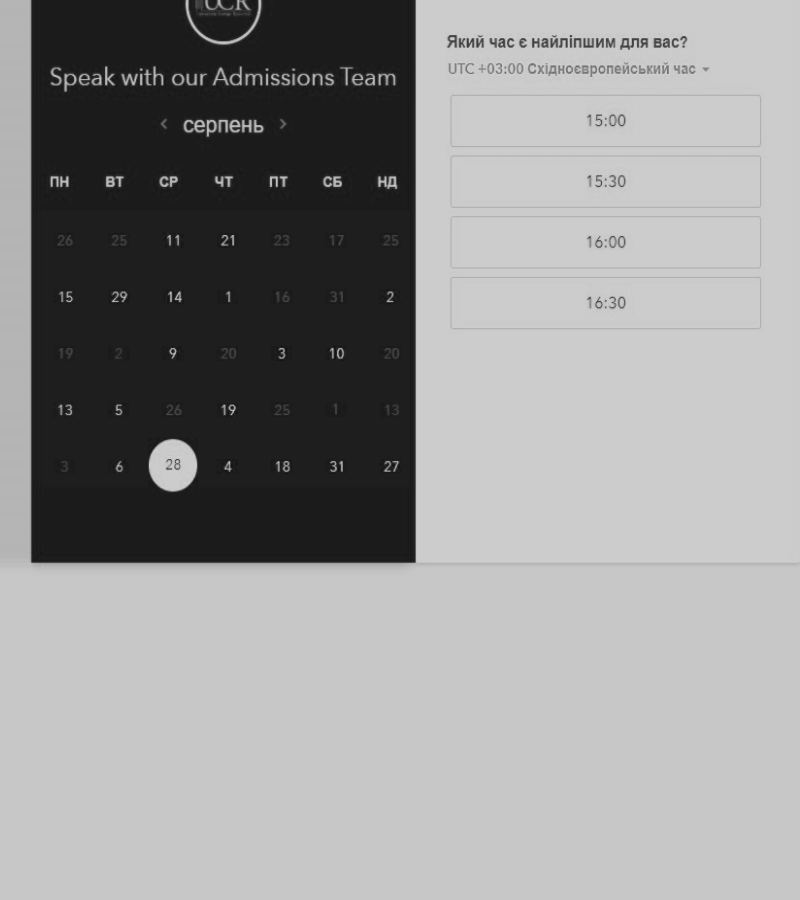 UCR
Speak with our Admissions Team
серпень
ПН ВТ СР ЧТ ПТ СБ НД
26 25 11 21 23 17 25
15 29 14 1 16 31 2
19 2 9 20 3 10 20
13 5 26 19 25 1 13
3 6 28 4 18 31 27
Який час є найліпшим для вас?
UTC +03:00 Східноєвропейський час
15:00
15:30
16:00
16:30